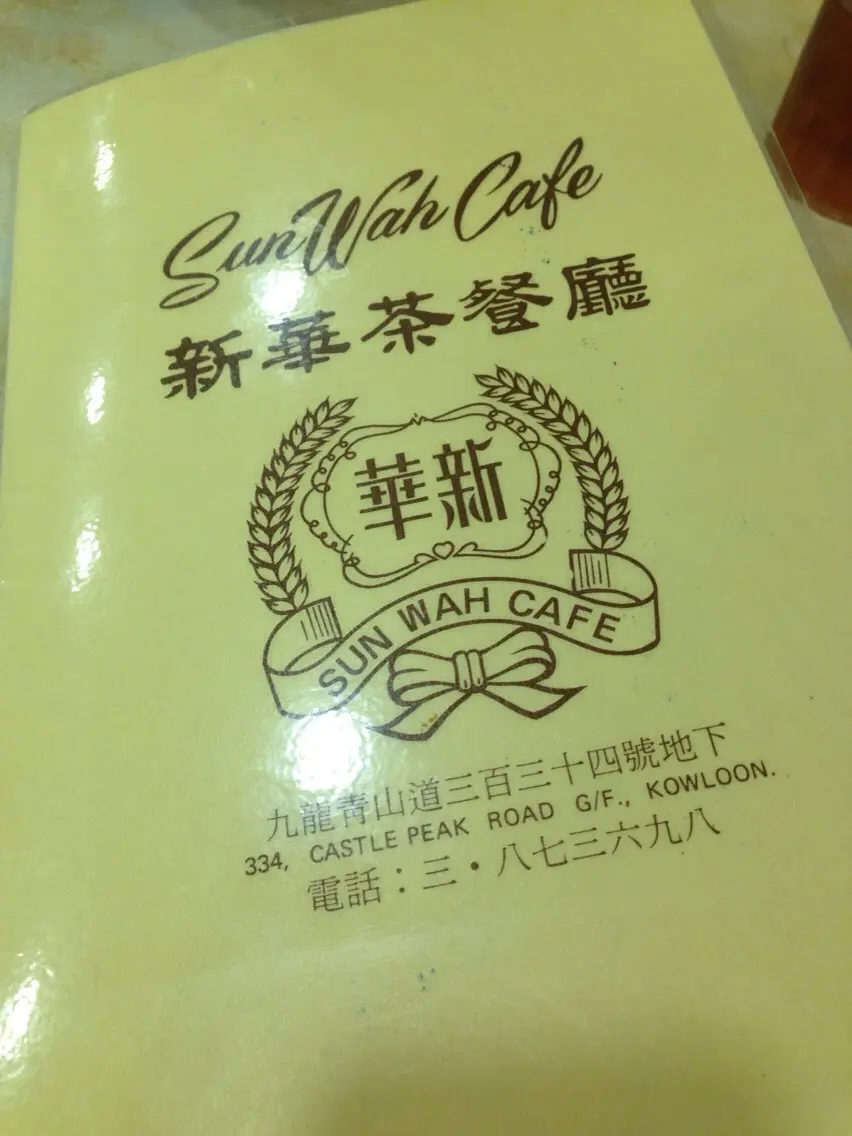 Sun Wah Cafe
新華茶餐廳
華新
SUN WAH CAFE
九龍青山道三百三十四號地下
334, CASTLE PEAK ROAD G/F., KOWLOON.
電話：三·八七三六九八